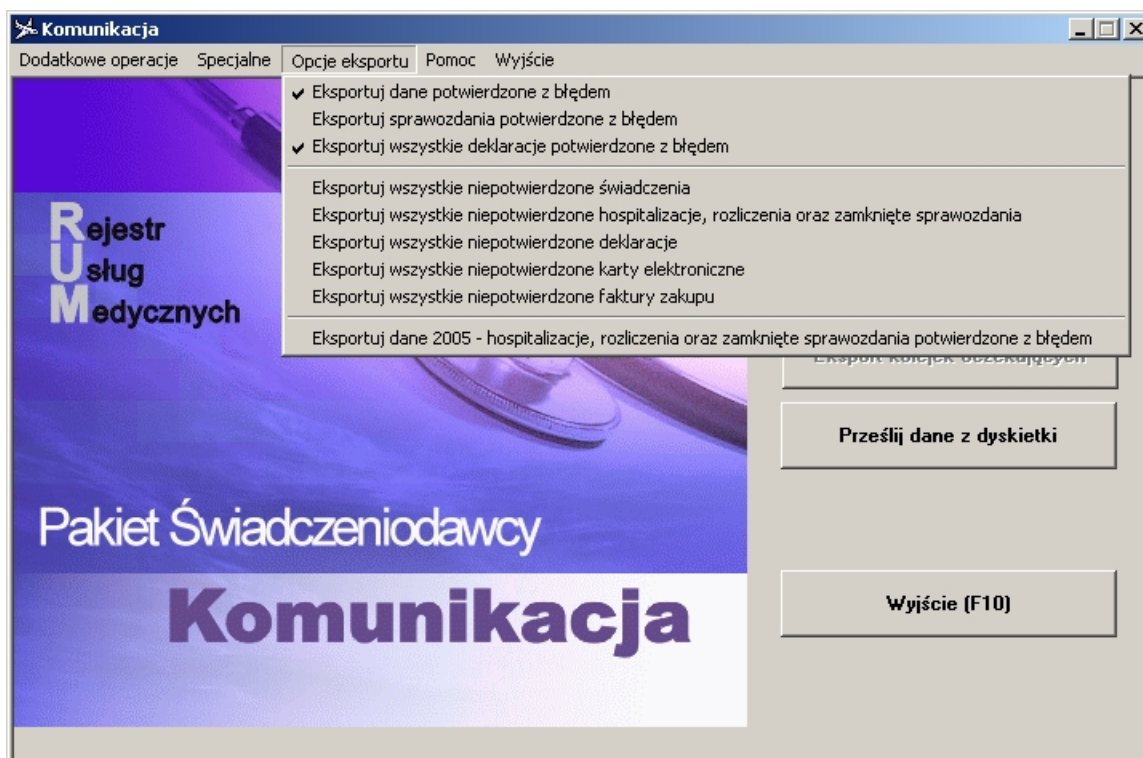 Komunikacja
Dodatkowe operacje Specjalne Opcje eksportu Pomoc Wyjście
Eksportuj dane potwierdzone z błędem
Eksportuj sprawozdania potwierdzone z błędem
Eksportuj wszystkie deklaracje potwierdzone z błędem
Eksportuj wszystkie niepotwierdzone świadczenia
Eksportuj wszystkie niepotwierdzone hospitalizacje, rozliczenia oraz zamknięte sprawozdania
Eksportuj wszystkie niepotwierdzone deklaracje
Eksportuj wszystkie niepotwierdzone karty elektroniczne
Eksportuj wszystkie niepotwierdzone faktury zakupu
Eksportuj dane 2005 - hospitalizacje, rozliczenia oraz zamknięte sprawozdania potwierdzone z błędem
Rejestr
Usług
Medycznych
Eksport kolejek oczekujących
Prześlij dane z dyskietki
Pakiet Świadczeniodawcy
Komunikacja
Wyjście (F10)